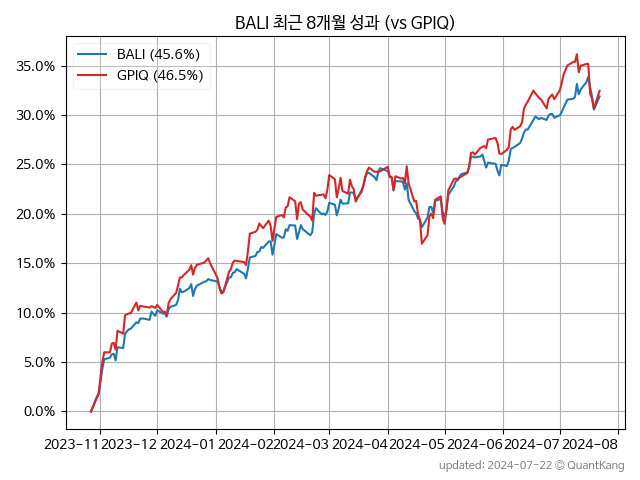 BALI 최근 8개월 성과 (vs GPIQ)
BALI (45.6%)
GPIQ (46.5%)
35.0%
30.0%
25.0%
20.0%
15.0%
10.0%
5.0%
0.0%
2023-11 2023-12 2024-01 2024-02 2024-03 2024-04 2024-05 2024-06 2024-07 2024-08
updated: 2024-07-22 © QuantKang